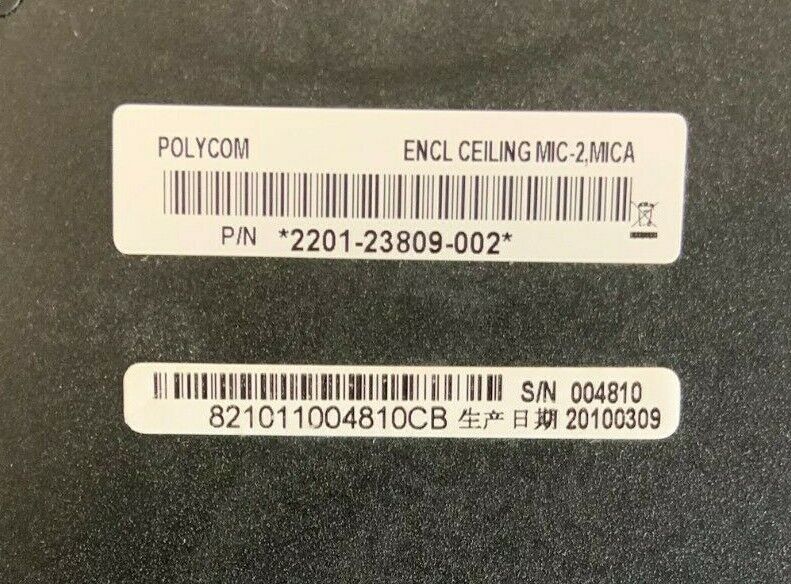 POLYCOM ENCL CEILING MIC-2,MICA
P/N *2201-23809-002*
S/N 004810
821011004810CB 生产日期 20100309